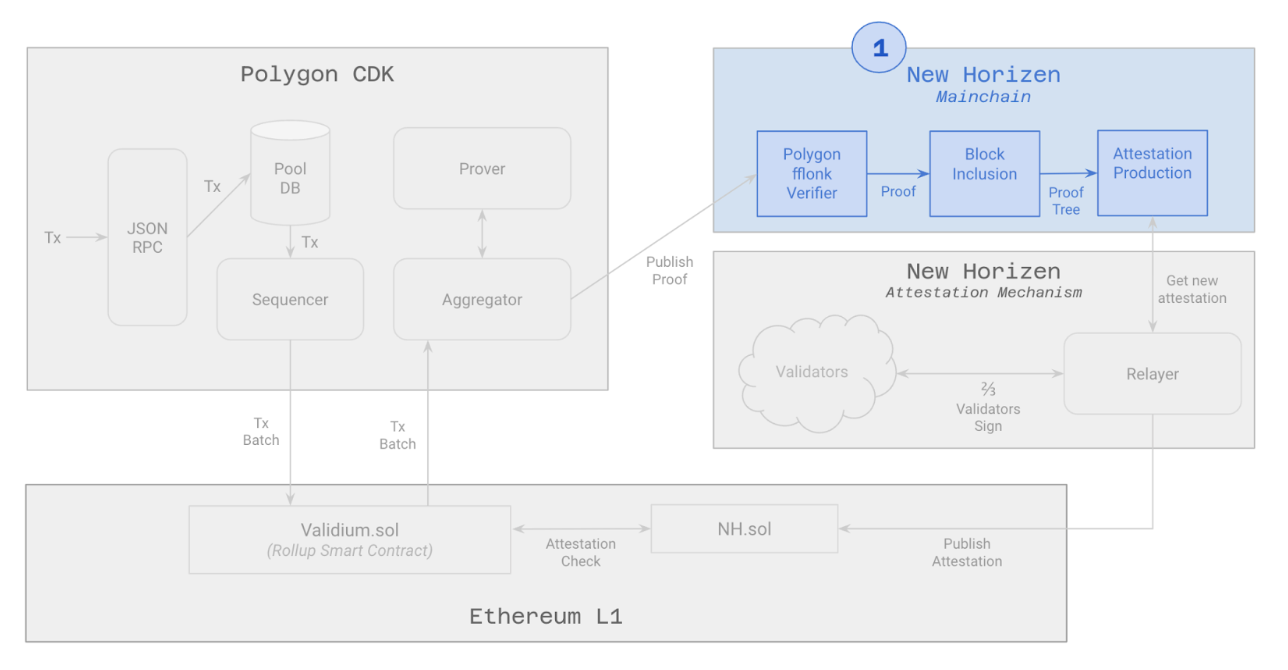 1
Polygon CDK
New Horizen
Mainchain
Tx
JSON
RPC
Tx
Pool
DB
Tx
Sequencer
Prover
Aggregator
Publish
Proof
Polygon
fflonk
Verifier
Proof
Block
Inclusion
Proof
Tree
Attestation
Production
New Horizen
Attestation Mechanism
Get new
attestation
Validators
⅔
Validators
Sign
Relayer
Tx
Batch
Tx
Batch
Validium.sol
(Rollup Smart Contract)
Attestation
Check
NH.sol
Publish
Attestation
Ethereum L1